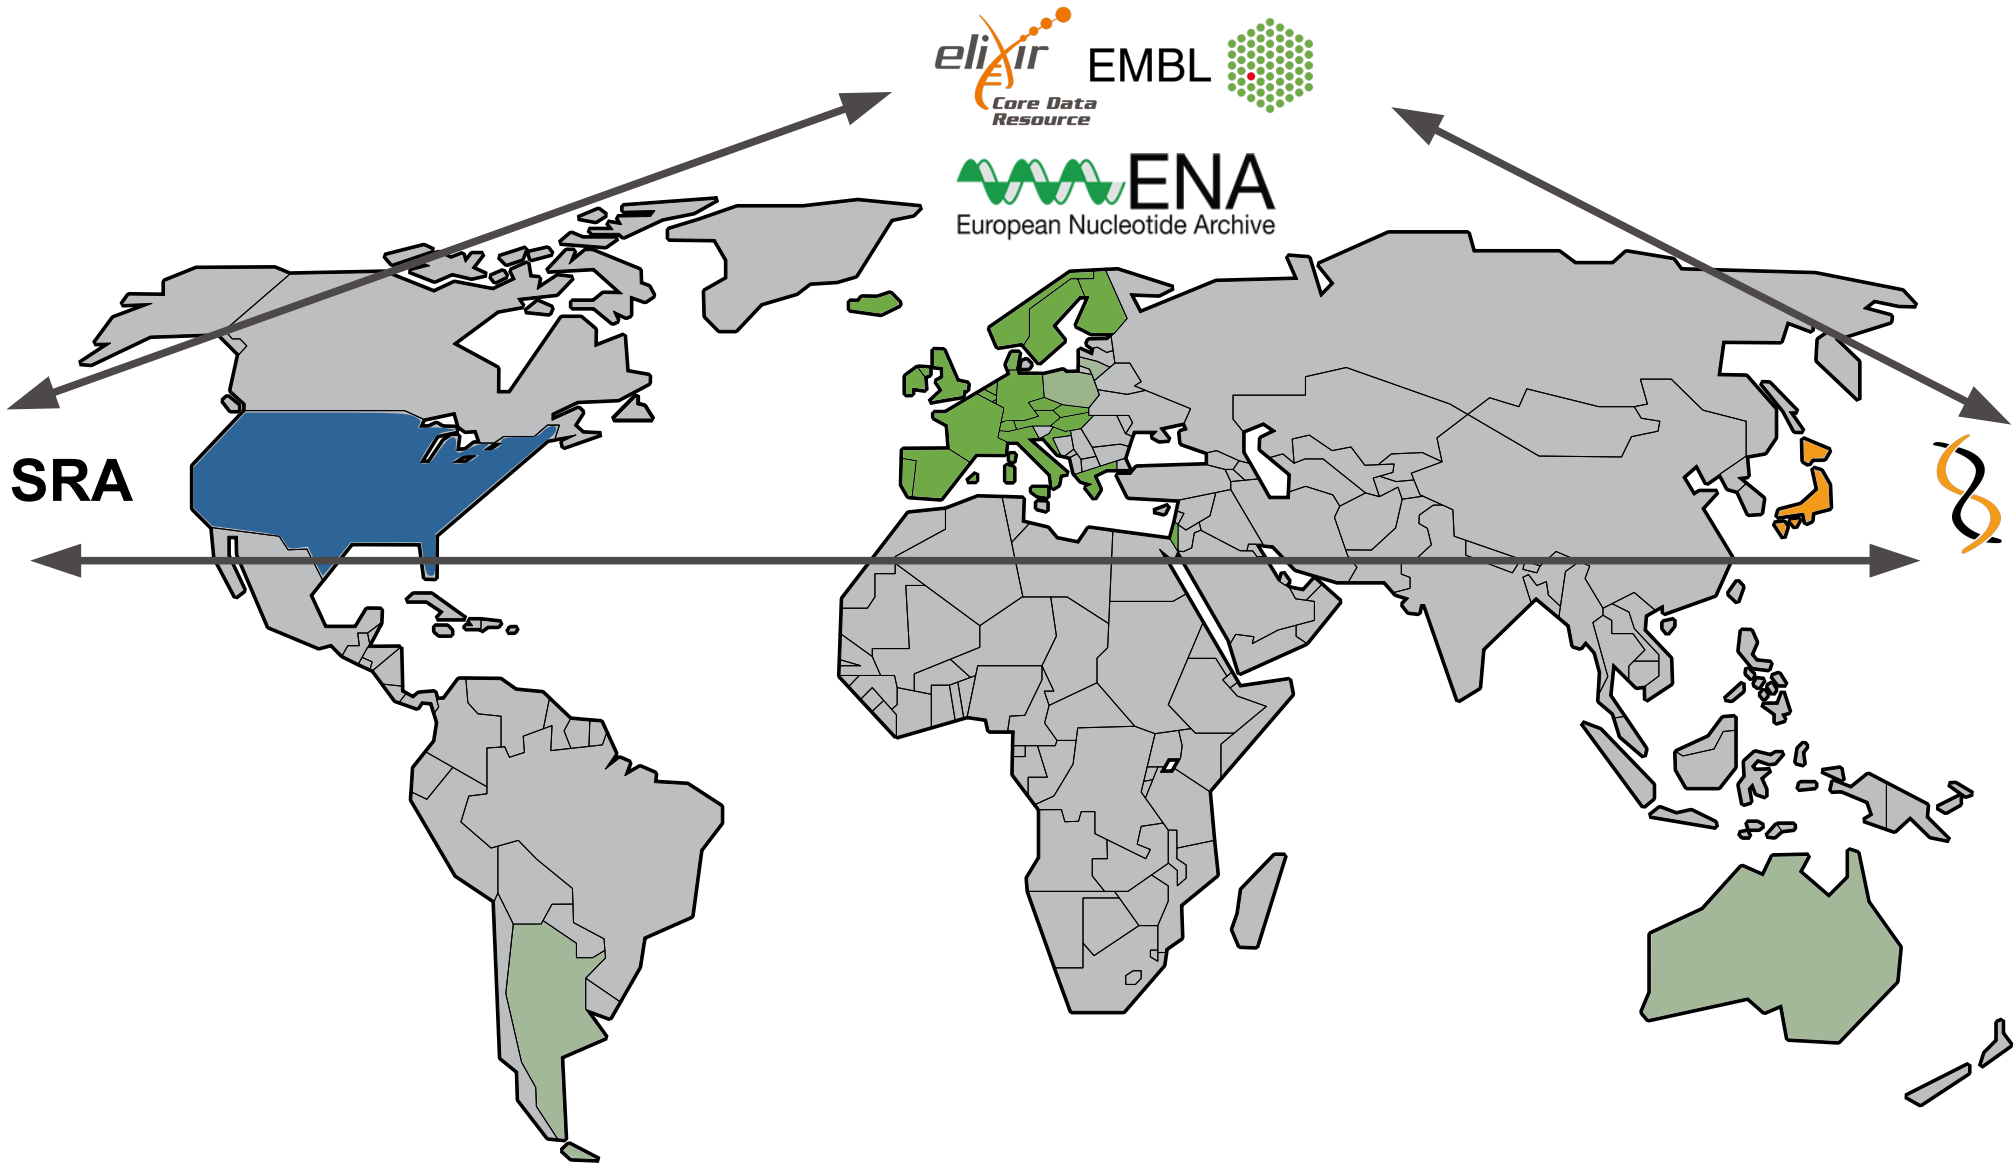 elixir
Core Data
Resource
EMBL
ENA
European Nucleotide Archive
SRA